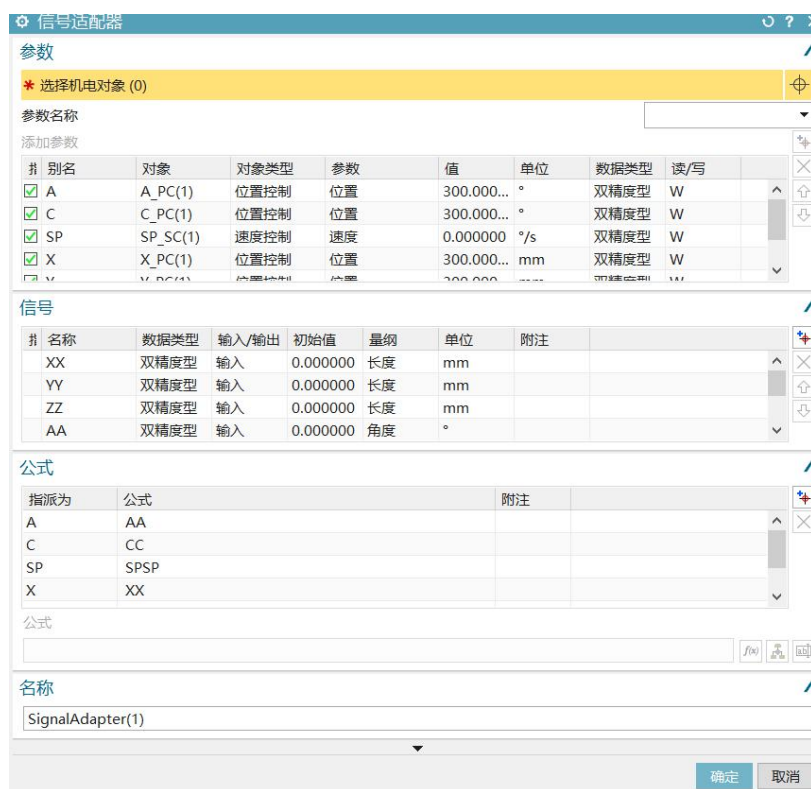 信号适配器
参数
* 选择机电对象 (0)
参数名称
添加参数
指 别名 对象 对象类型 参数 值 单位 数据类型 读/写
A A_PC(1) 位置控制 位置 300.000... ° 双精度型 W
C C_PC(1) 位置控制 位置 300.000... ° 双精度型 W
SP SP_SC(1) 速度控制 速度 0.000000 °/s 双精度型 W
X X_PC(1) 位置控制 位置 300.000... mm 双精度型 W
信号
指 名称 数据类型 输入/输出 初始值 量纲 单位 附注
XX 双精度型 输入 0.000000 长度 mm
YY 双精度型 输入 0.000000 长度 mm
ZZ 双精度型 输入 0.000000 长度 mm
AA 双精度型 输入 0.000000 角度 °
公式
指派为 公式 附注
A AA
C CC
SP SPSP
X XX
公式
f(x)
名称
SignalAdapter(1)
确定 取消